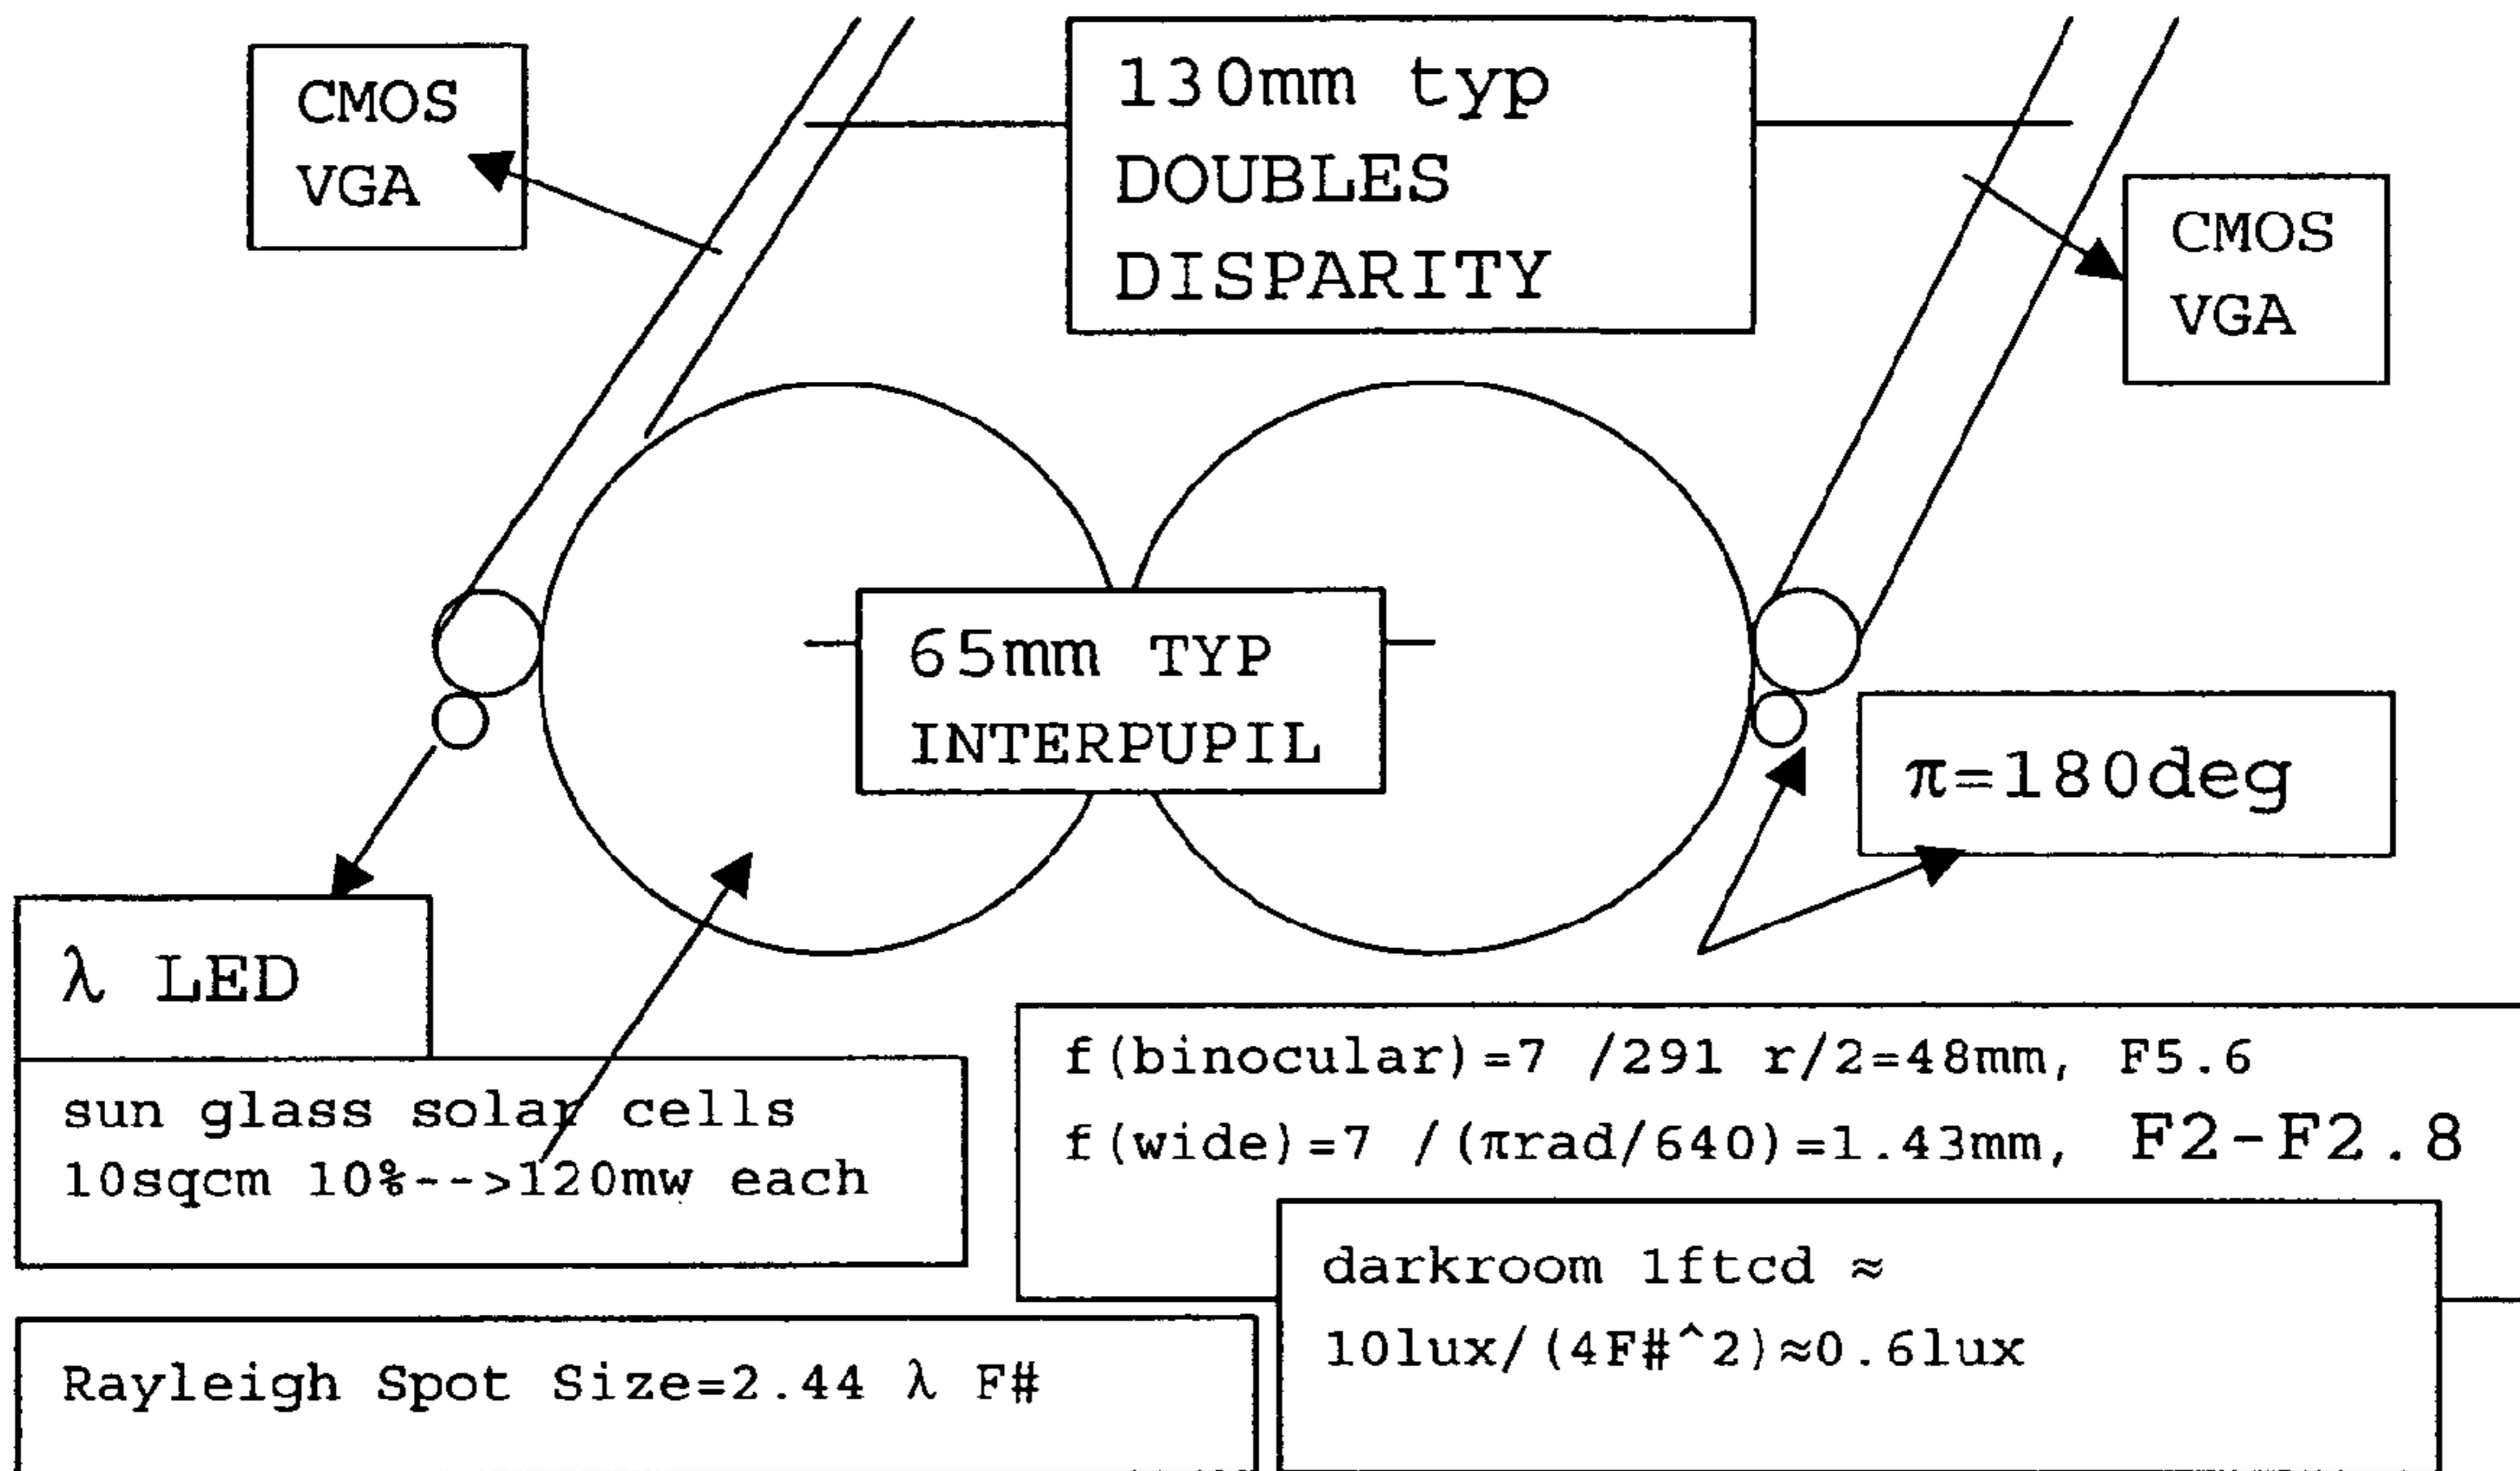 CMOS
VGA
130mm typ
DOUBLES
DISPARITY
CMOS
VGA
65mm TYP
INTERPUPIL
π=180deg
λ LED
sun glass solar cells
10sqcm 10%-->120mw each
f(binocular)=7 /291 r/2=48mm, F5.6
f(wide)=7 /(πrad/640)=1.43mm, F2-F2.8
darkroom 1ftcd ≈
10lux/(4F#^2)≈0.6lux
Rayleigh Spot Size=2.44 λ F#